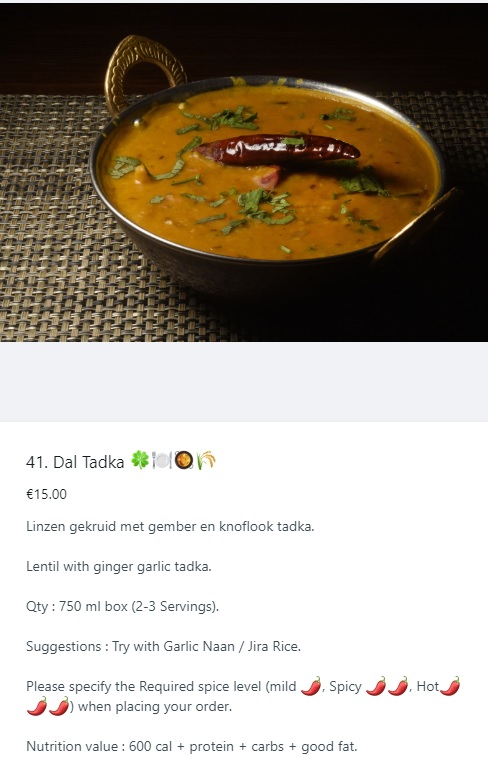 41. Dal Tadka 🍀🍽️🥘🌾
€15.00
Linzen gekruid met gember en knoflook tadka.
Lentil with ginger garlic tadka.
Qty : 750 ml box (2-3 Servings).
Suggestions : Try with Garlic Naan / Jira Rice.
Please specify the Required spice level (mild 🌶️, Spicy 🌶️🌶️, Hot🌶️
🌶️🌶️) when placing your order.
Nutrition value : 600 cal + protein + carbs + good fat.